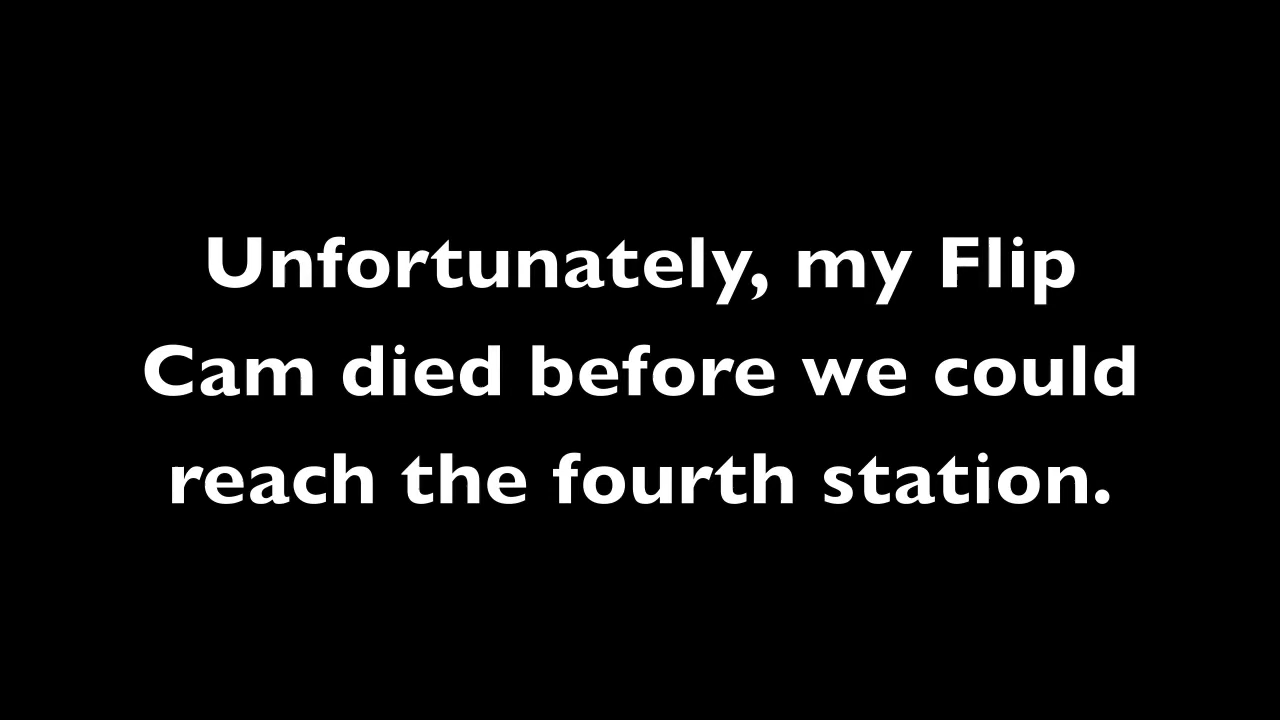 Unfortunately, my Flip
Cam died before we could
reach the fourth station.